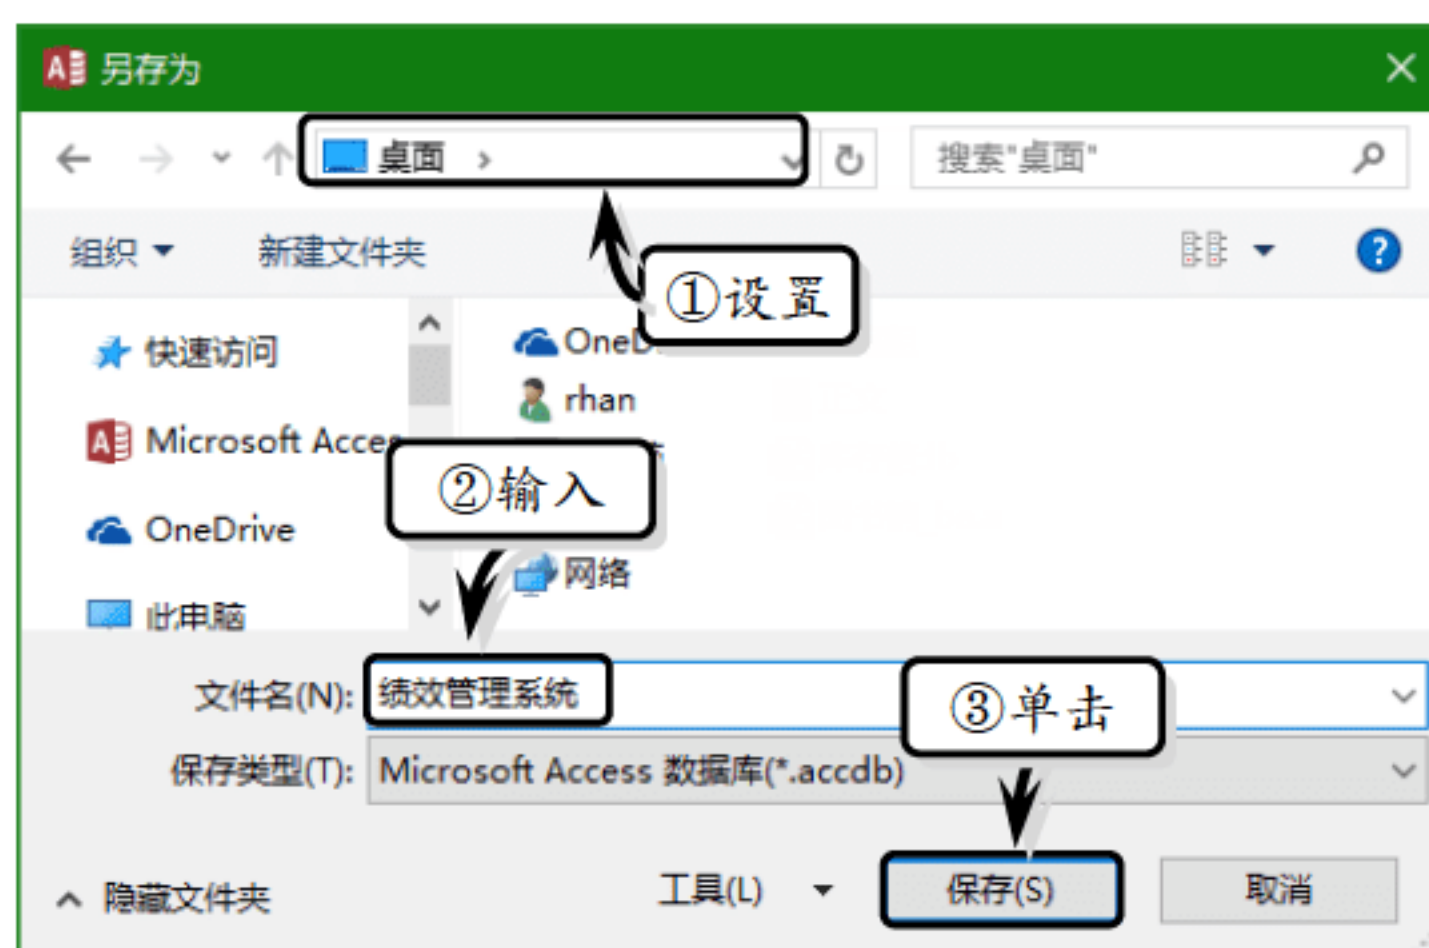 另存为
桌面
搜索"桌面"
组织
新建文件夹
①设置
快速访问
OneD
rhan
Microsoft Acces
②输入
OneDrive
网络
此电脑
文件名(N):
绩效管理系统
③单击
保存类型(T):
Microsoft Access 数据库(*.accdb)
隐藏文件夹
工具(L)
保存(S)
取消